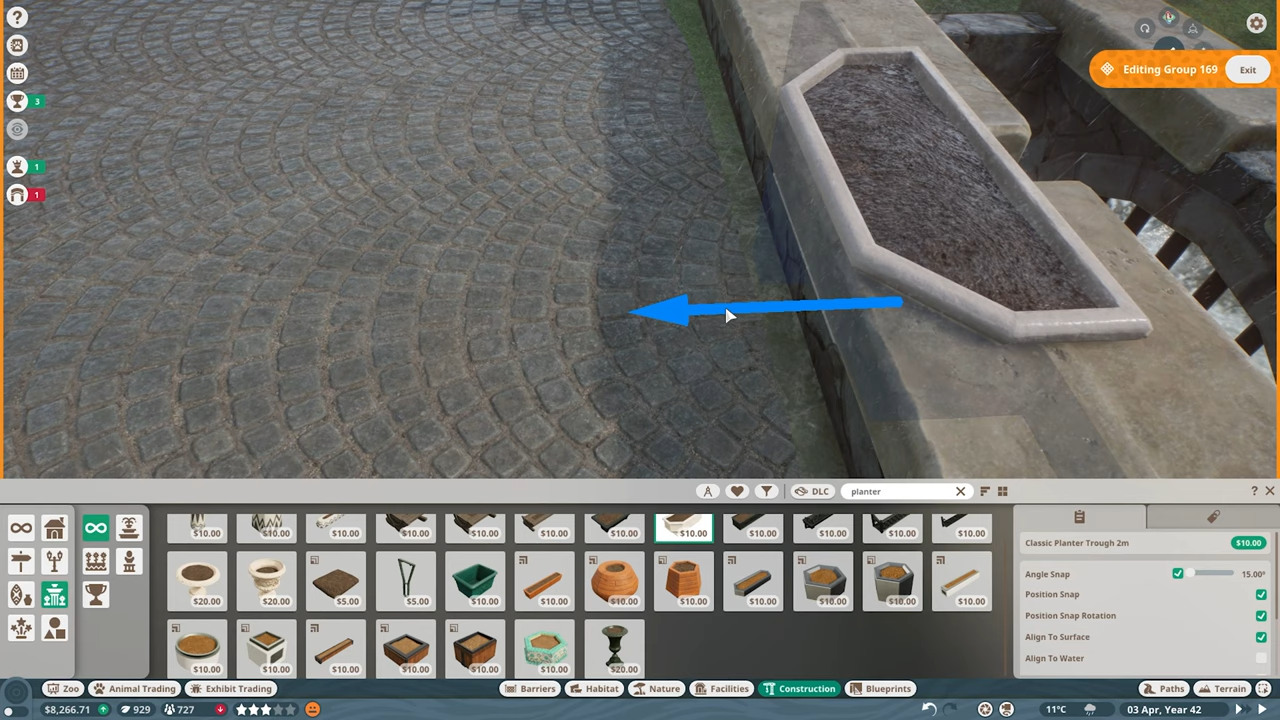 ?
Editing Group 169 Exit
3
1
1
DLC planter ? 
$10.00 $10.00 $10.00 $10.00 $10.00 $10.00 $10.00 $10.00 $10.00 $10.00 $10.00 $10.00
$20.00 $20.00 $5.00 $5.00 $10.00 $10.00 $10.00 $10.00 $10.00 $10.00 $10.00 $10.00
$10.00 $10.00 $10.00 $10.00 $10.00 $10.00 $20.00
Classic Planter Trough 2m $10.00
Angle Snap 15.00°
Position Snap
Position Snap Rotation
Align To Surface
Align To Water
Zoo Animal Trading Exhibit Trading Barriers Habitat Nature Facilities Construction Blueprints Paths Terrain
$8,266.71 929 727 11°C 03 Apr, Year 42